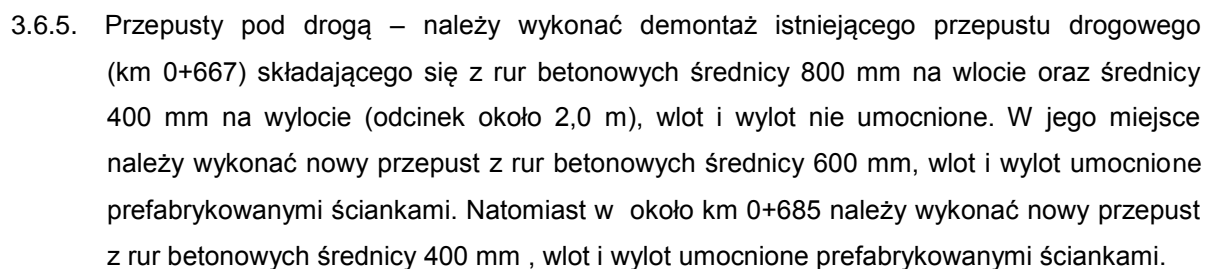 3.6.5. Przepusty pod drogą – należy wykonać demontaż istniejącego przepustu drogowego
(km 0+667) składającego się z rur betonowych średnicy 800 mm na wlocie oraz średnicy
400 mm na wylocie (odcinek około 2,0 m), wlot i wylot nie umocnione. W jego miejsce
należy wykonać nowy przepust z rur betonowych średnicy 600 mm, wlot i wylot umocnione
prefabrykowanymi ściankami. Natomiast w około km 0+685 należy wykonać nowy przepust
z rur betonowych średnicy 400 mm , wlot i wylot umocnione prefabrykowanymi ściankami.